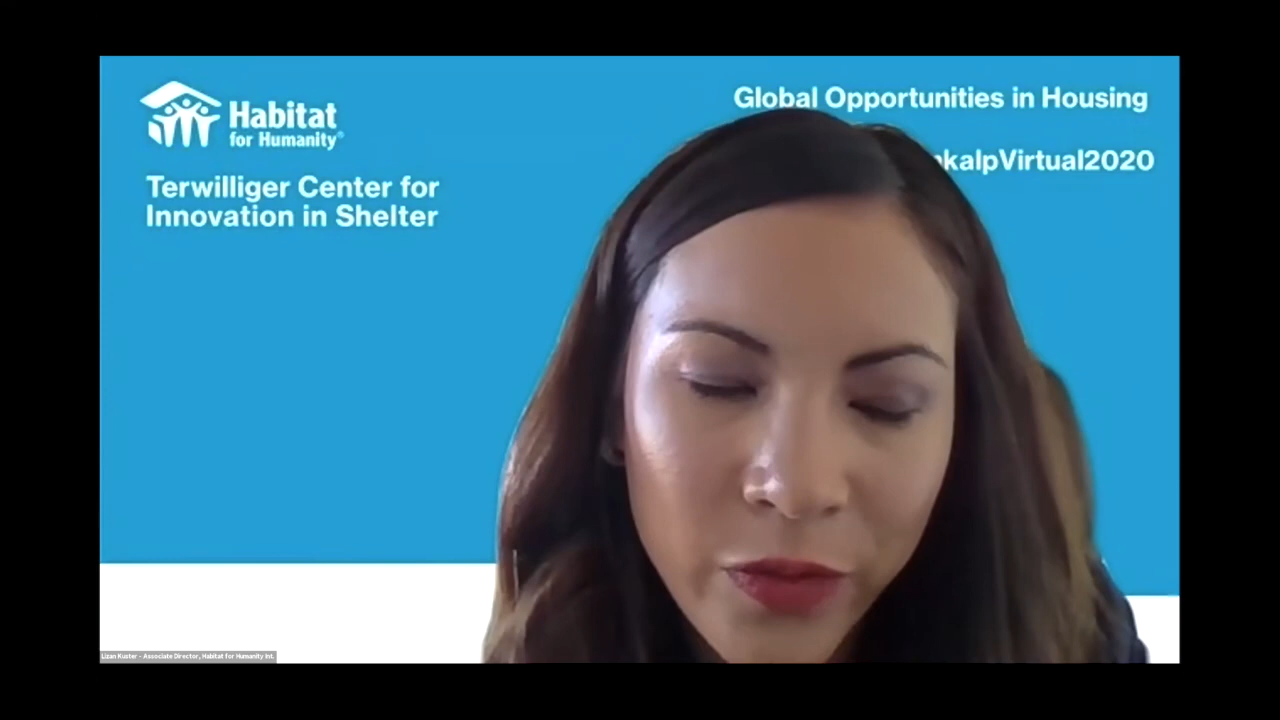 Habitat
for Humanity®
Terwilliger Center for
Innovation in Shelter
Global Opportunities in Housing
nkalpVirtual2020
Lizan Kuster - Associate Director, Habitat for Humanity Int.